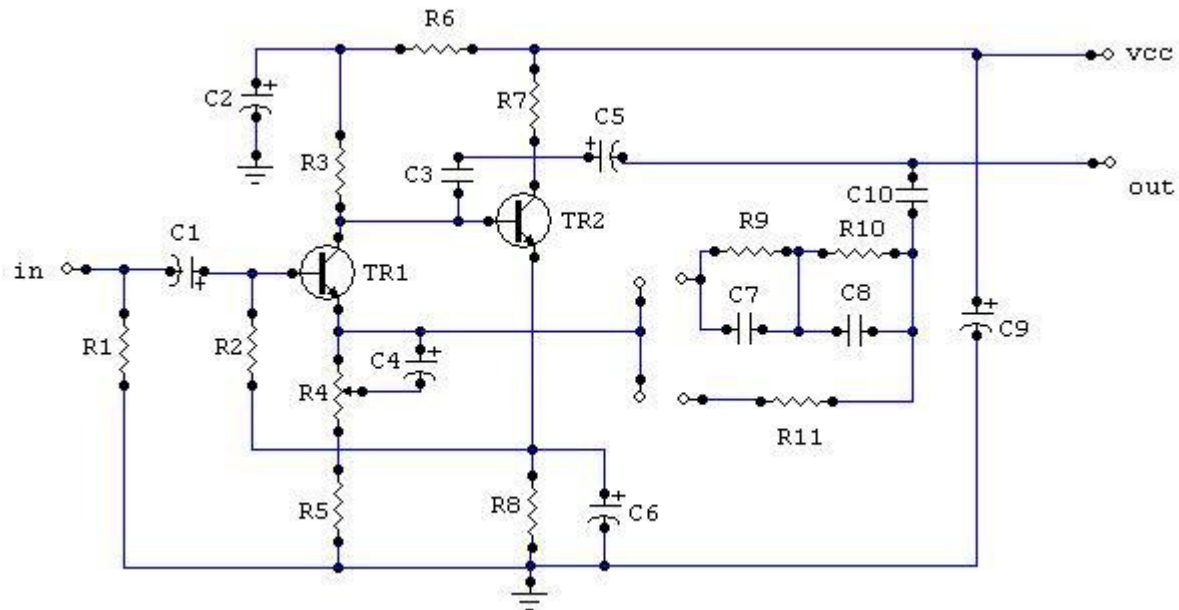 R6
vcc
C2
+
R7
C5
+
R3
C3
out
C10
TR2
R9
R10
C1
in
+
TR1
C7
C8
+
C9
R1
R2
C4
+
R4
R11
R5
R8
+
C6